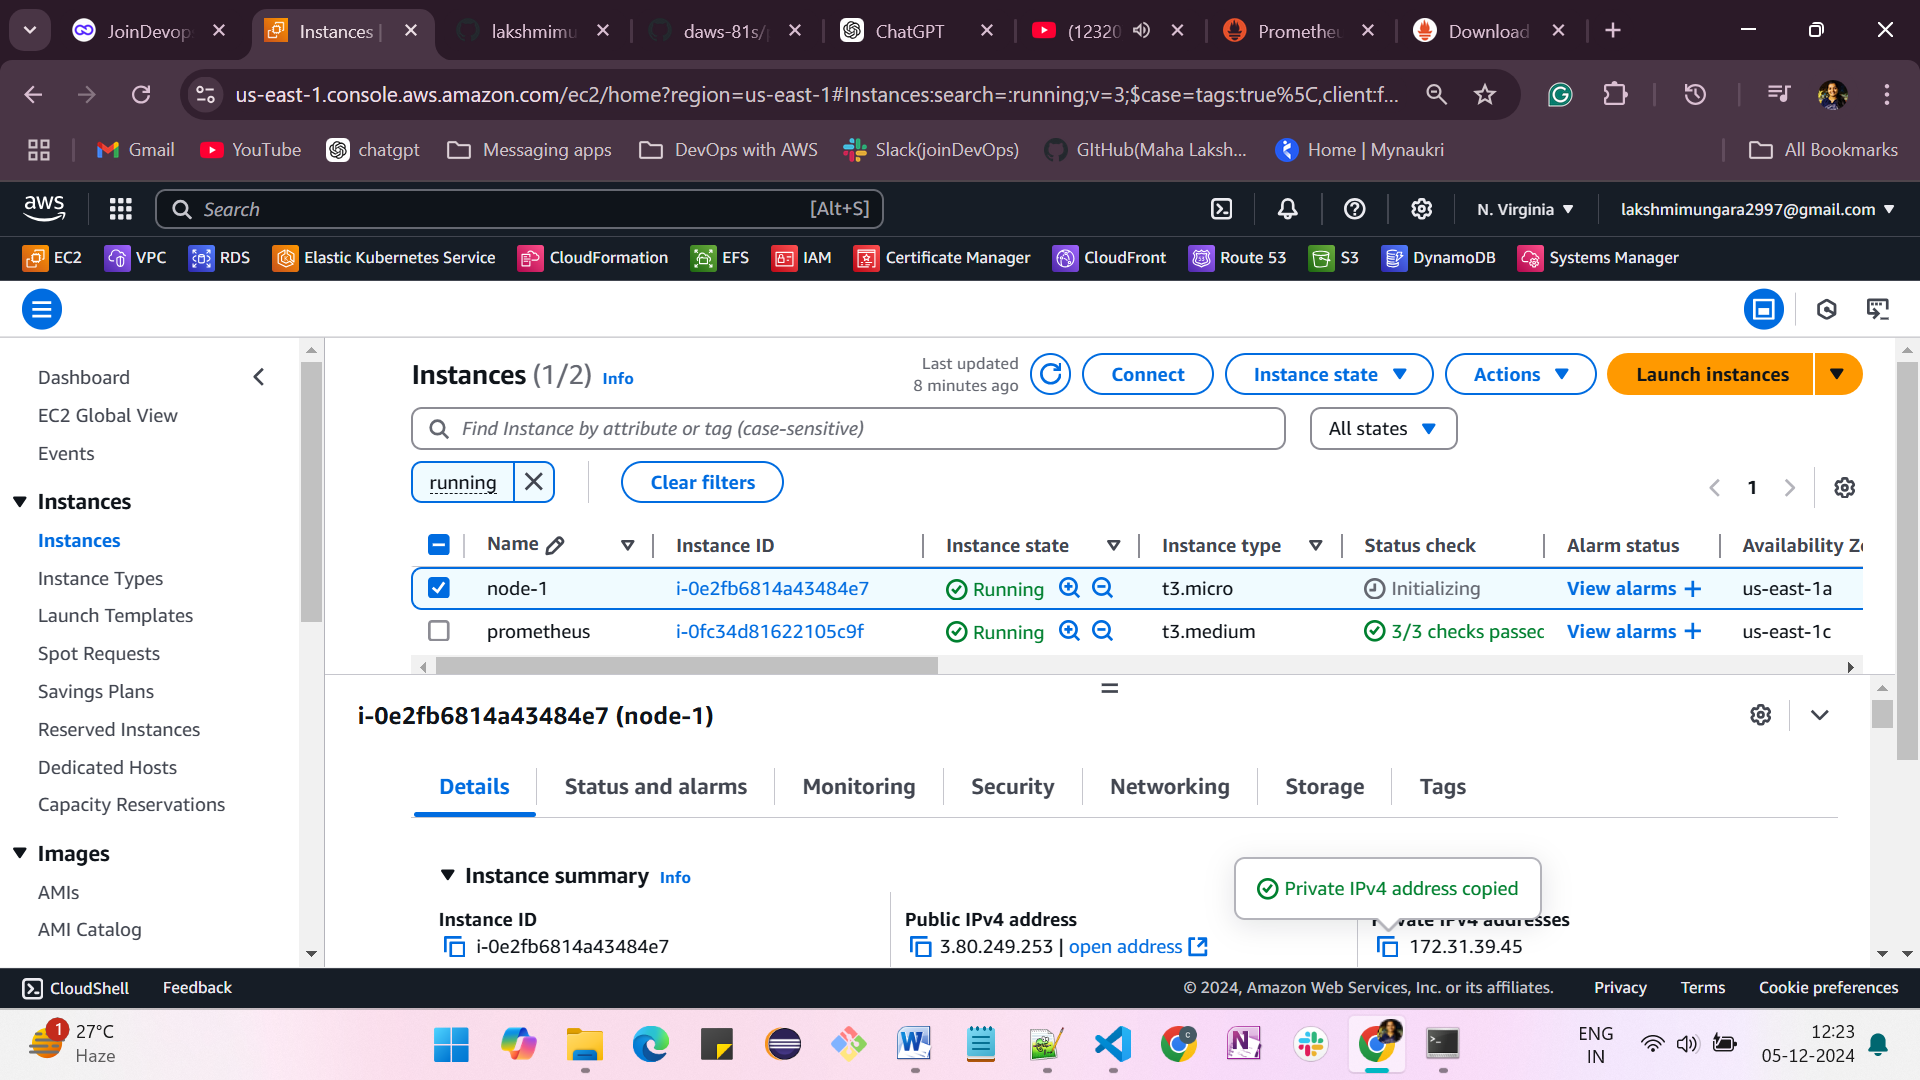 JoinDevop
Instances |
lakshmimu
daws-81s/
ChatGPT
(12320
Prometheu
Download
us-east-1.console.aws.amazon.com/ec2/home?region=us-east-1#Instances:search=:running;v=3;$case=tags:true%5C,client:f...
Gmail
YouTube
chatgpt
Messaging apps
DevOps with AWS
Slack(joinDevOps)
GItHub(Maha Laksh...
Home | Mynaukri
All Bookmarks
aws
Search
[Alt+S]
N. Virginia
lakshmimungara2997@gmail.com
EC2
VPC
RDS
Elastic Kubernetes Service
CloudFormation
EFS
IAM
Certificate Manager
CloudFront
Route 53
S3
DynamoDB
Systems Manager
Dashboard
EC2 Global View
Events
Instances
Instances
Instance Types
Launch Templates
Spot Requests
Savings Plans
Reserved Instances
Dedicated Hosts
Capacity Reservations
Images
AMIs
AMI Catalog
Instances (1/2) Info
Last updated
8 minutes ago
Connect
Instance state
Actions
Launch instances
Find Instance by attribute or tag (case-sensitive)
All states
running
Clear filters
1
Name
Instance ID
Instance state
Instance type
Status check
Alarm status
Availability Zo
node-1
i-0e2fb6814a43484e7
Running
t3.micro
Initializing
View alarms +
us-east-1a
prometheus
i-0fc34d81622105c9f
Running
t3.medium
3/3 checks passed
View alarms +
us-east-1c
i-0e2fb6814a43484e7 (node-1)
Details
Status and alarms
Monitoring
Security
Networking
Storage
Tags
Instance summary Info
Private IPv4 address copied
Instance ID
i-0e2fb6814a43484e7
Public IPv4 address
3.80.249.253 | open address
Private IPv4 addresses
172.31.39.45
CloudShell
Feedback
© 2024, Amazon Web Services, Inc. or its affiliates.
Privacy
Terms
Cookie preferences
1
27°C
Haze
ENG
IN
12:23
05-12-2024